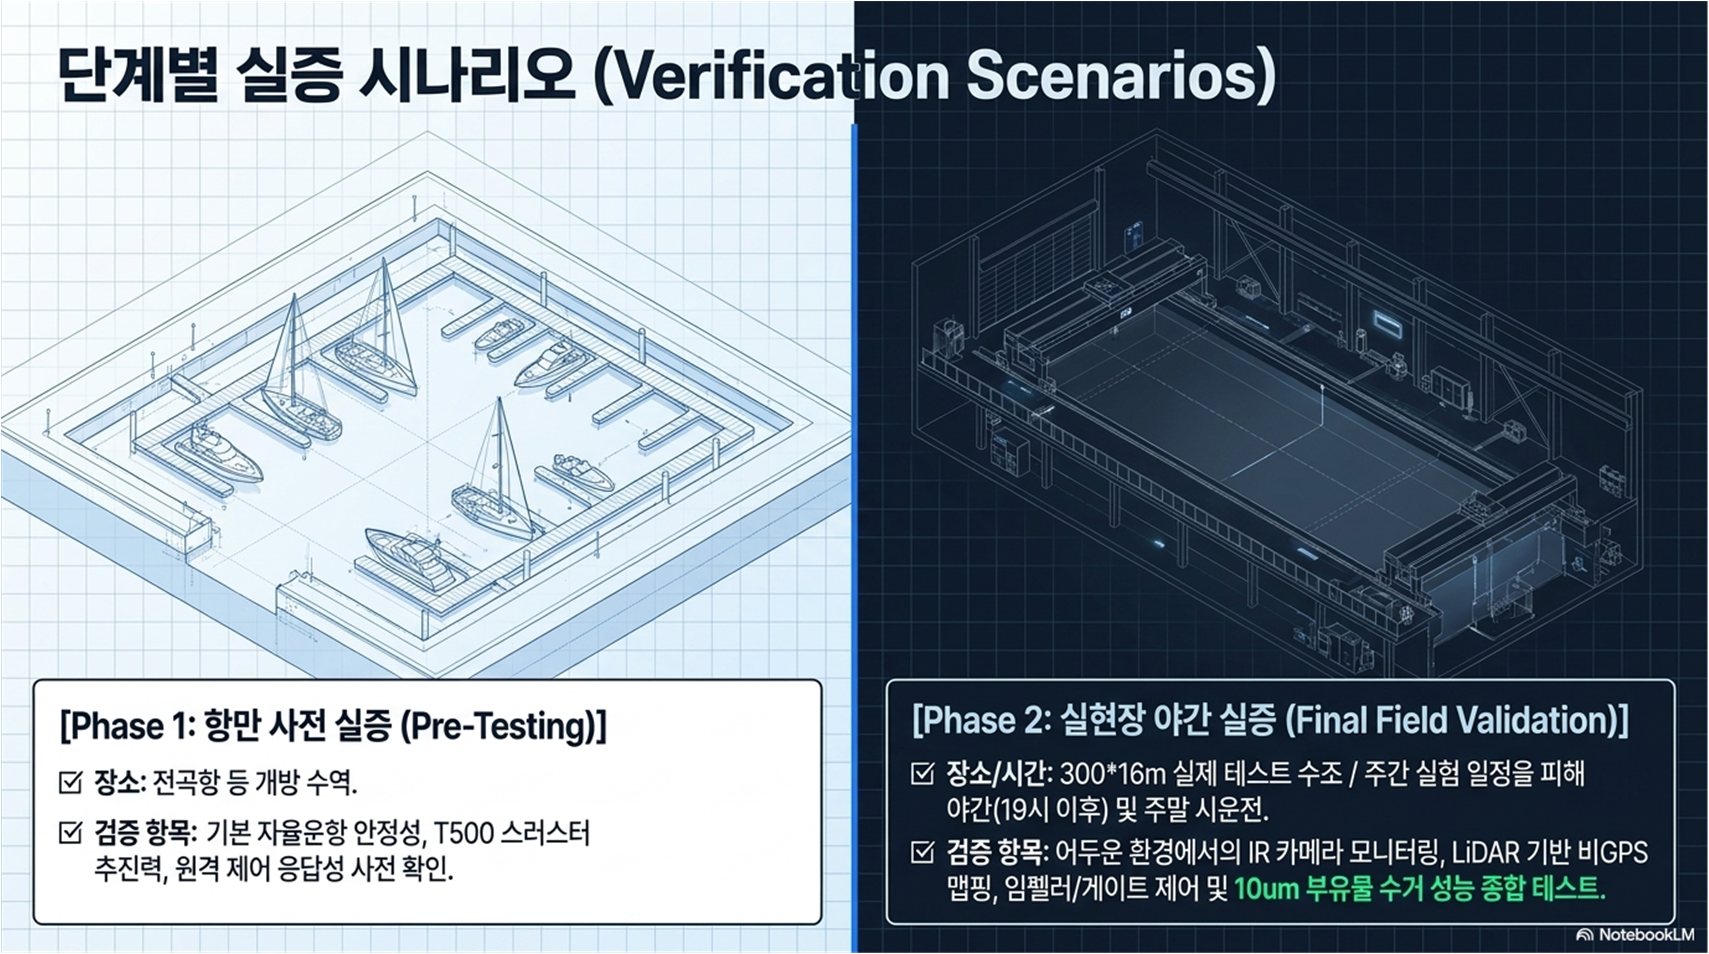 단계별 실증 시나리오 (Verification Scenarios)
[Phase 1: 항만 사전 실증 (Pre-Testing)]
장소: 전곡항 등 개방 수역.
검증 항목: 기본 자율운항 안정성, T500 스러스터
추진력, 원격 제어 응답성 사전 확인.
[Phase 2: 실현장 야간 실증 (Final Field Validation)]
장소/시간: 300*16m 실제 테스트 수조 / 주간 실험 일정을 피해
야간(19시 이후) 및 주말 시운전.
검증 항목: 어두운 환경에서의 IR 카메라 모니터링, LiDAR 기반 비GPS
맵핑, 임펠러/게이트 제어 및 10um 부유물 수거 성능 종합 테스트.
NotebookLM